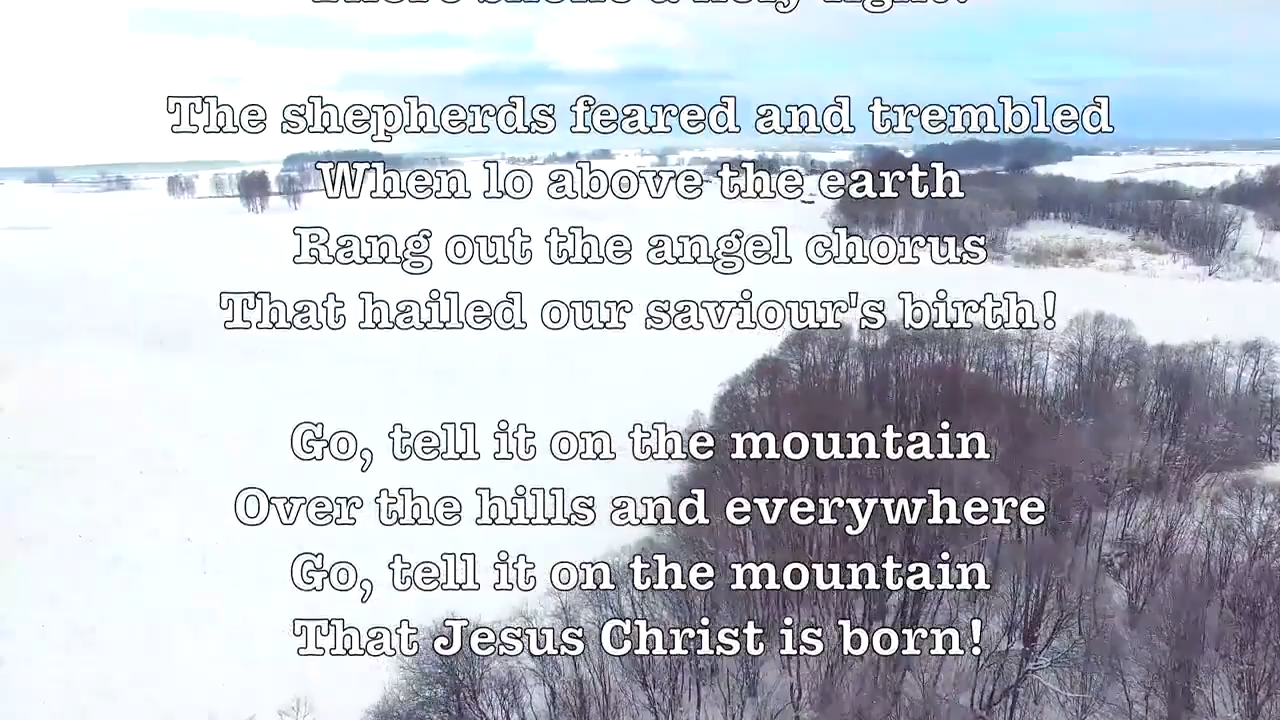 The shepherds feared and trembled
When lo above the earth
Rang out the angel chorus
That hailed our saviour's birth!
Go, tell it on the mountain
Over the hills and everywhere
Go, tell it on the mountain
That Jesus Christ is born!